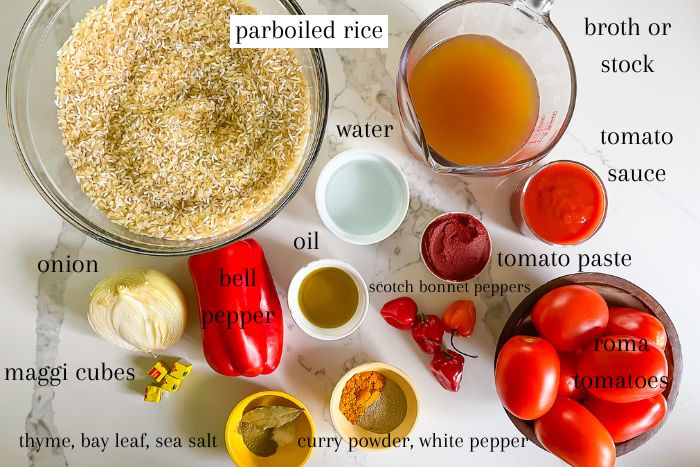 parboiled rice
broth or
stock
water
tomato
sauce
oil
onion
tomato paste
bell
pepper
scotch bonnet peppers
roma
tomatoes
maggi cubes
thyme, bay leaf, sea salt
curry powder, white pepper